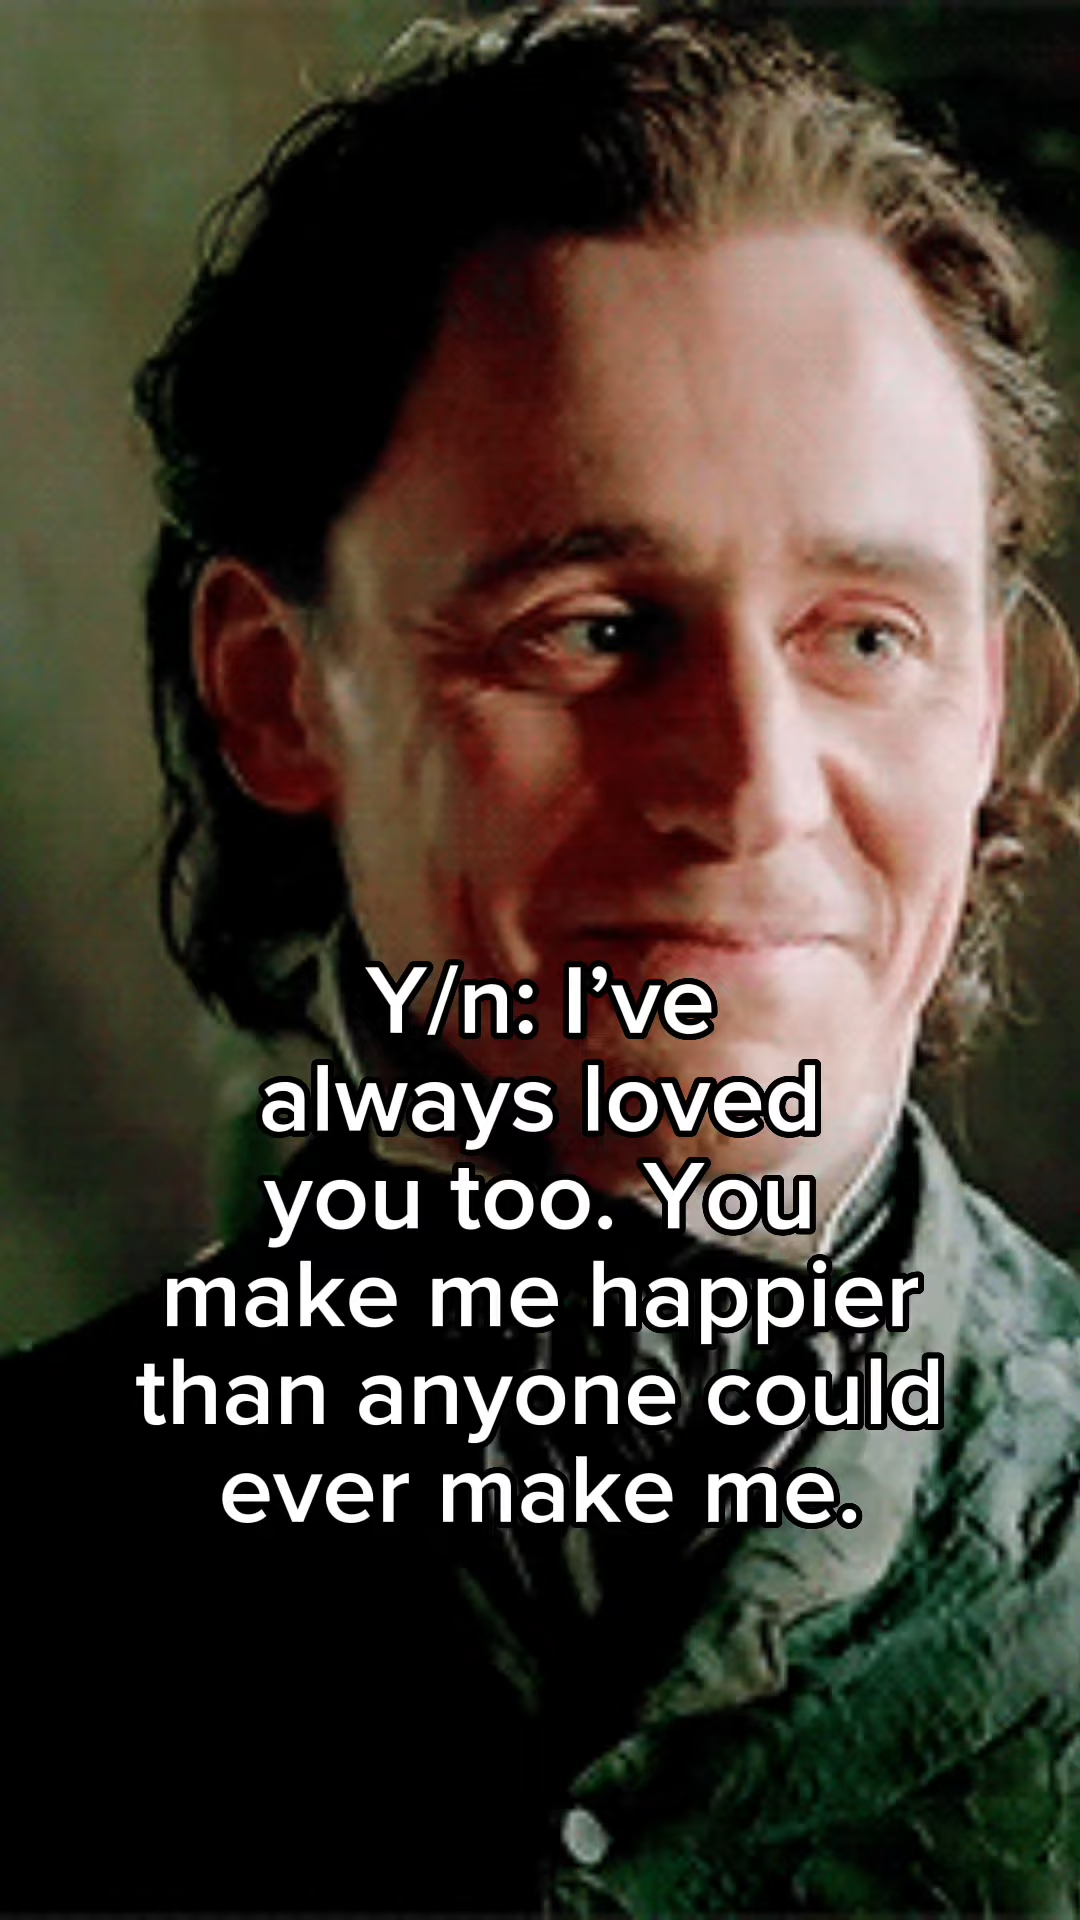 Y/n: I’ve
always loved
you too. You
make me happier
than anyone could
ever make me.